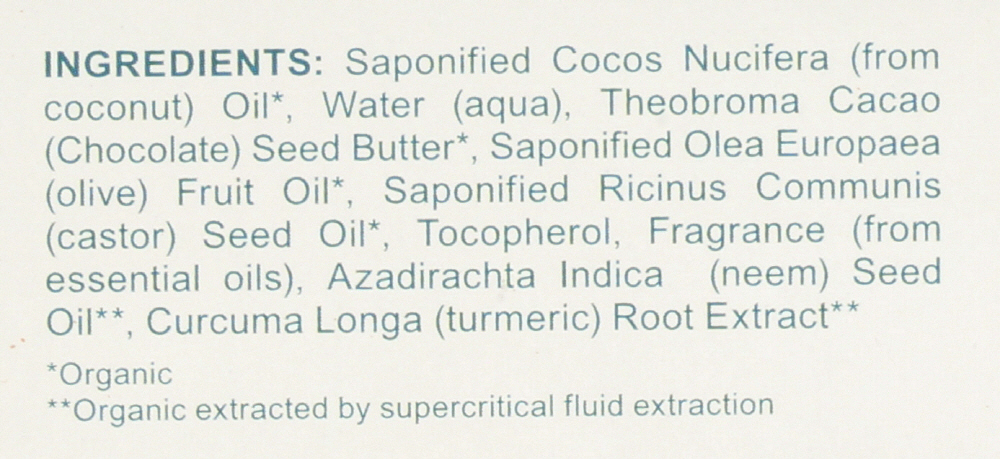 INGREDIENTS: Saponified Cocos Nucifera (from
coconut) Oil*, Water (aqua), Theobroma Cacao
(Chocolate) Seed Butter*, Saponified Olea Europaea
(olive) Fruit Oil*, Saponified Ricinus Communis
(castor) Seed Oil*, Tocopherol, Fragrance (from
essential oils), Azadirachta Indica (neem) Seed
Oil**, Curcuma Longa (turmeric) Root Extract**
*Organic
**Organic extracted by supercritical fluid extraction